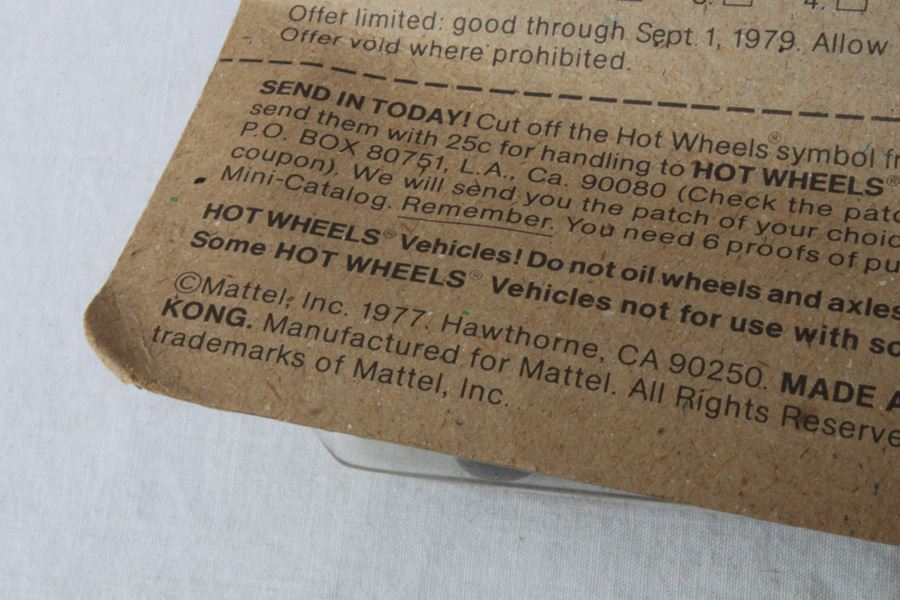 3. 4.
Offer limited: good through Sept. 1, 1979. Allow
Offer void where prohibited.
SEND IN TODAY! Cut off the Hot Wheels® symbol fr
send them with 25c for handling to HOT WHEELS®
P.O. BOX 80751, L.A., Ca. 90080 (Check the patc
coupon). We will send you the patch of your choic
Mini-Catalog. Remember. You need 6 proofs of pu
HOT WHEELS® Vehicles! Do not oil wheels and axles
Some HOT WHEELS® Vehicles not for use with so
©Mattel, Inc. 1977. Hawthorne, CA 90250. MADE
KONG. Manufactured for Mattel. All Rights Reserve
trademarks of Mattel, Inc.